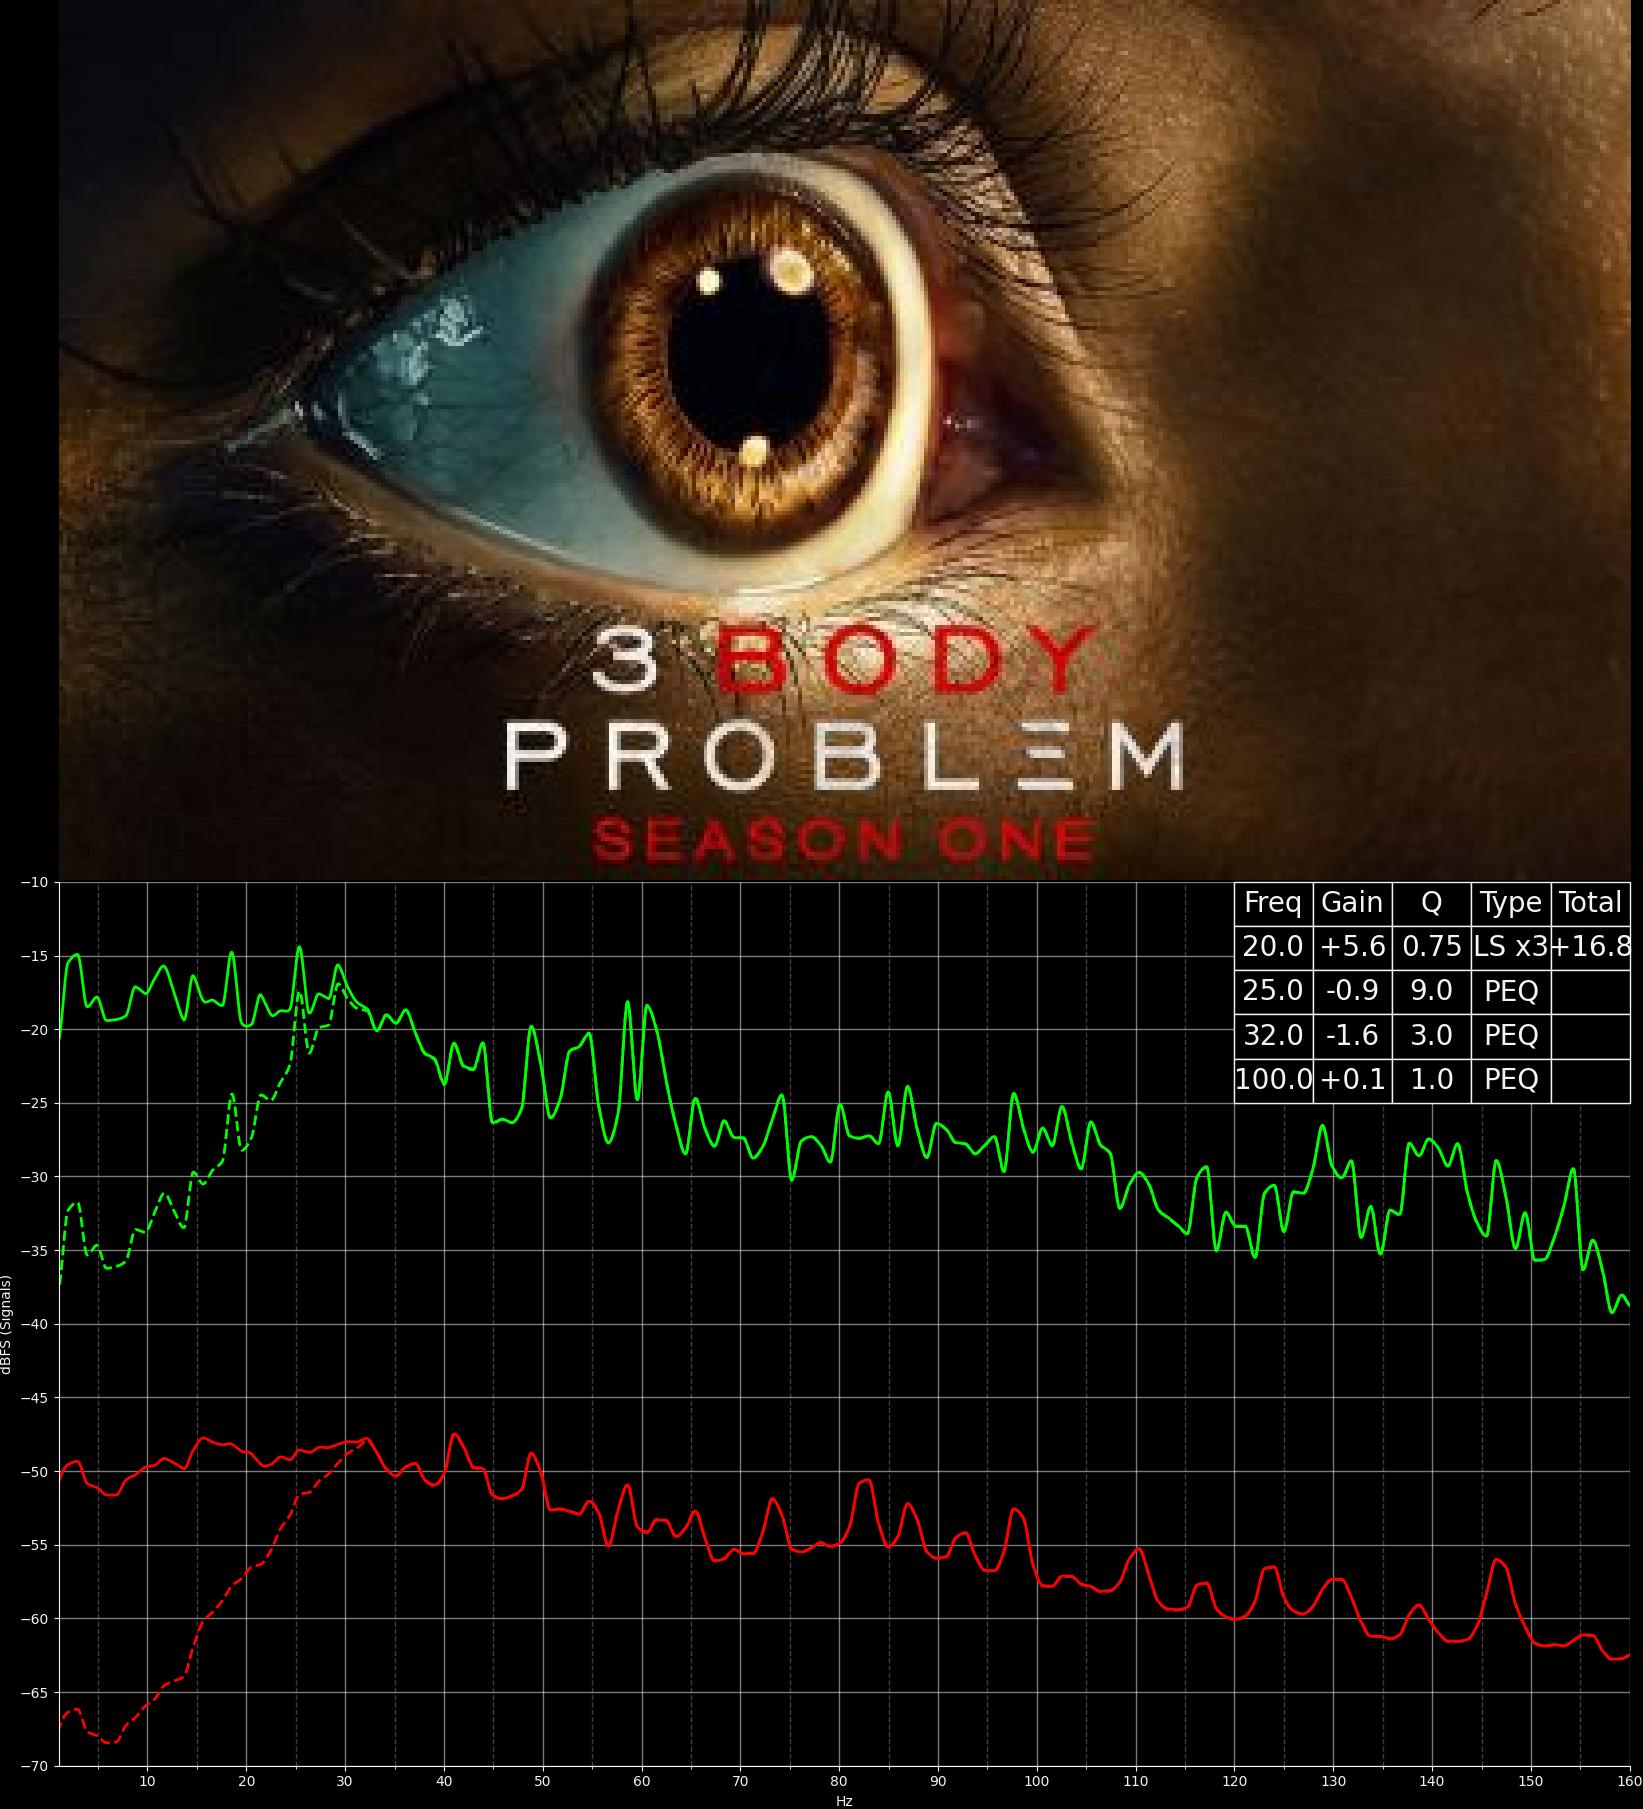 3 BODY
PROBLEM
SEASON ONE
Freq Gain Q Type Total
20.0 +5.6 0.75 LS x3 +16.8
25.0 -0.9 9.0 PEQ
32.0 -1.6 3.0 PEQ
100.0 +0.1 1.0 PEQ
−10
−15
−20
−25
−30
−35
−40
−45
−50
−55
−60
−65
−70
dBFS (Signals)
10 20 30 40 50 60 70 80 90 100 110 120 130 140 150 160
Hz